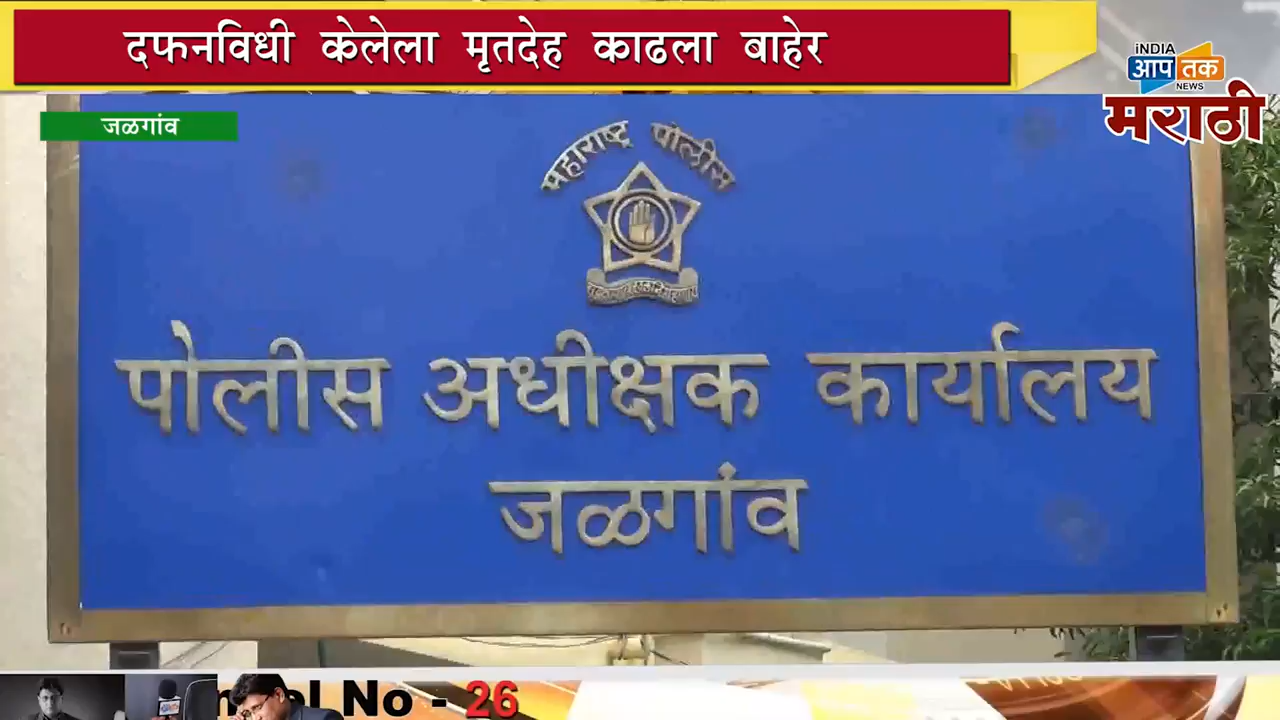 दफनविधी केलेला मृतदेह काढला बाहेर
iNDIA
आप तक
NEWS
मराठी
जळगांव
महाराष्ट्र पोलीस
पोलीस अधीक्षक कार्यालय
जळगांव
No - 26